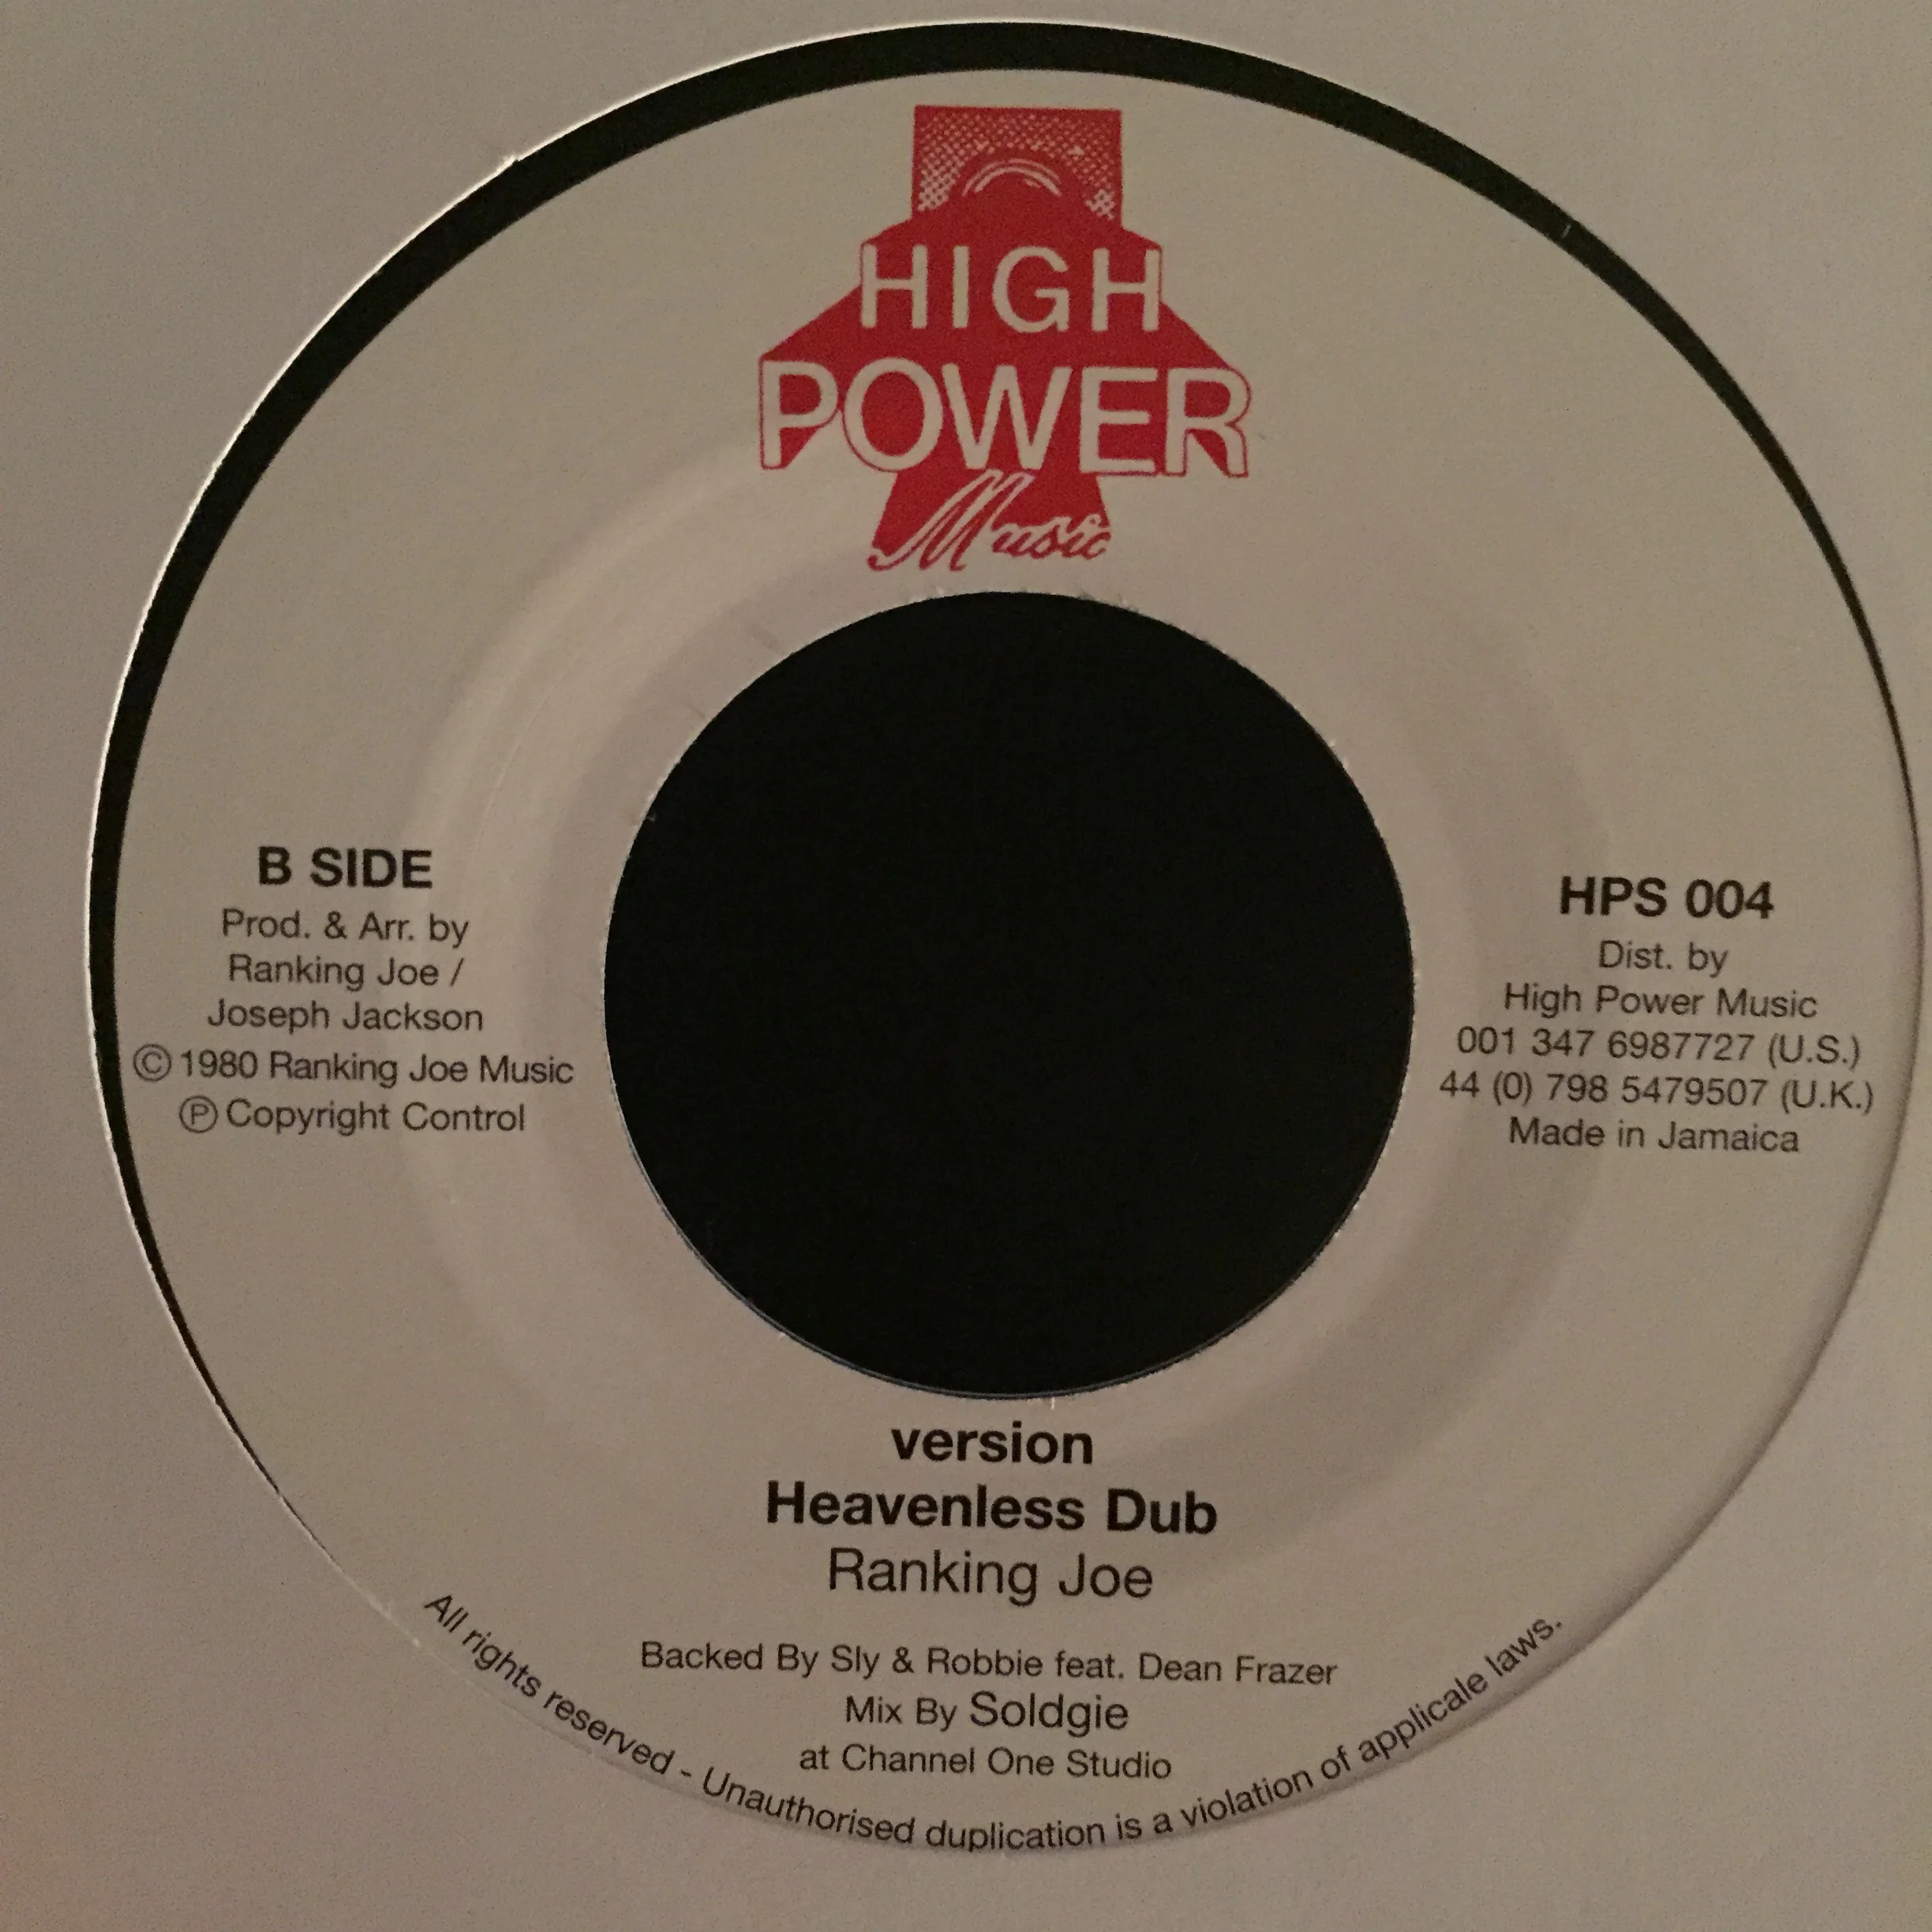 HIGH
POWER
Music
B SIDE
Prod. & Arr. by
Ranking Joe /
Joseph Jackson
© 1980 Ranking Joe Music
Ⓟ Copyright Control
HPS 004
Dist. by
High Power Music
001 347 6987727 (U.S.)
44 (0) 798 5479507 (U.K.)
Made in Jamaica
version
Heavenless Dub
Ranking Joe
Backed By Sly & Robbie feat. Dean Frazer
Mix By Soldgie
at Channel One Studio
All rights reserved - Unauthorised duplication is a violation of applicale laws.